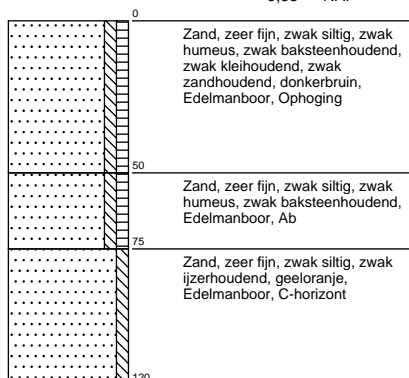 0
Zand, zeer fijn, zwak siltig, zwak
humeus, zwak baksteenhoudend,
zwak kleihoudend, zwak
zandhoudend, donkerbruin,
Edelmanboor, Ophoging
50
Zand, zeer fijn, zwak siltig, zwak
humeus, zwak baksteenhoudend,
Edelmanboor, Ab
75
Zand, zeer fijn, zwak siltig, zwak
ijzerhoudend, geeloranje,
Edelmanboor, C-horizont
120